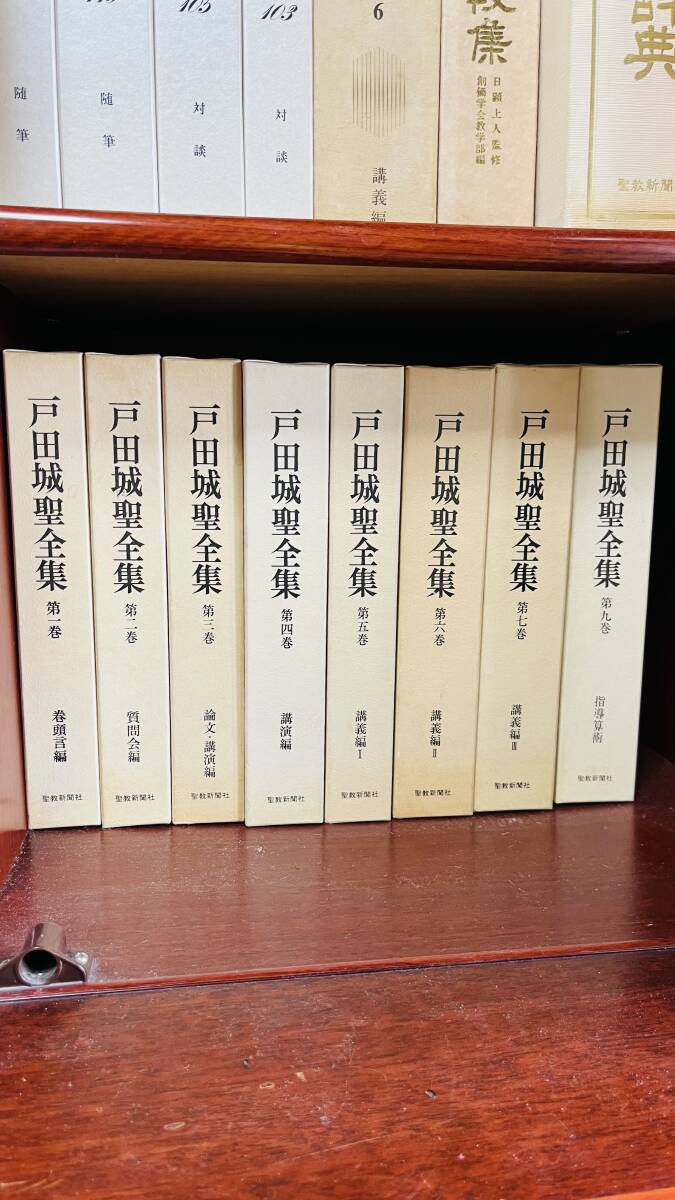 随筆
随筆
105
対談
103
対談
6
講義編
集
日顕上人監修
創価学会教学部編
典
聖教新聞
戸田城聖全集 第一巻 巻頭言編 聖教新聞社
戸田城聖全集 第二巻 質問会編 聖教新聞社
戸田城聖全集 第三巻 論文・講演編 聖教新聞社
戸田城聖全集 第四巻 講演編 聖教新聞社
戸田城聖全集 第五巻 講義編Ⅰ 聖教新聞社
戸田城聖全集 第六巻 講義編Ⅱ 聖教新聞社
戸田城聖全集 第七巻 講義編Ⅲ 聖教新聞社
戸田城聖全集 第九巻 指導算術 聖教新聞社